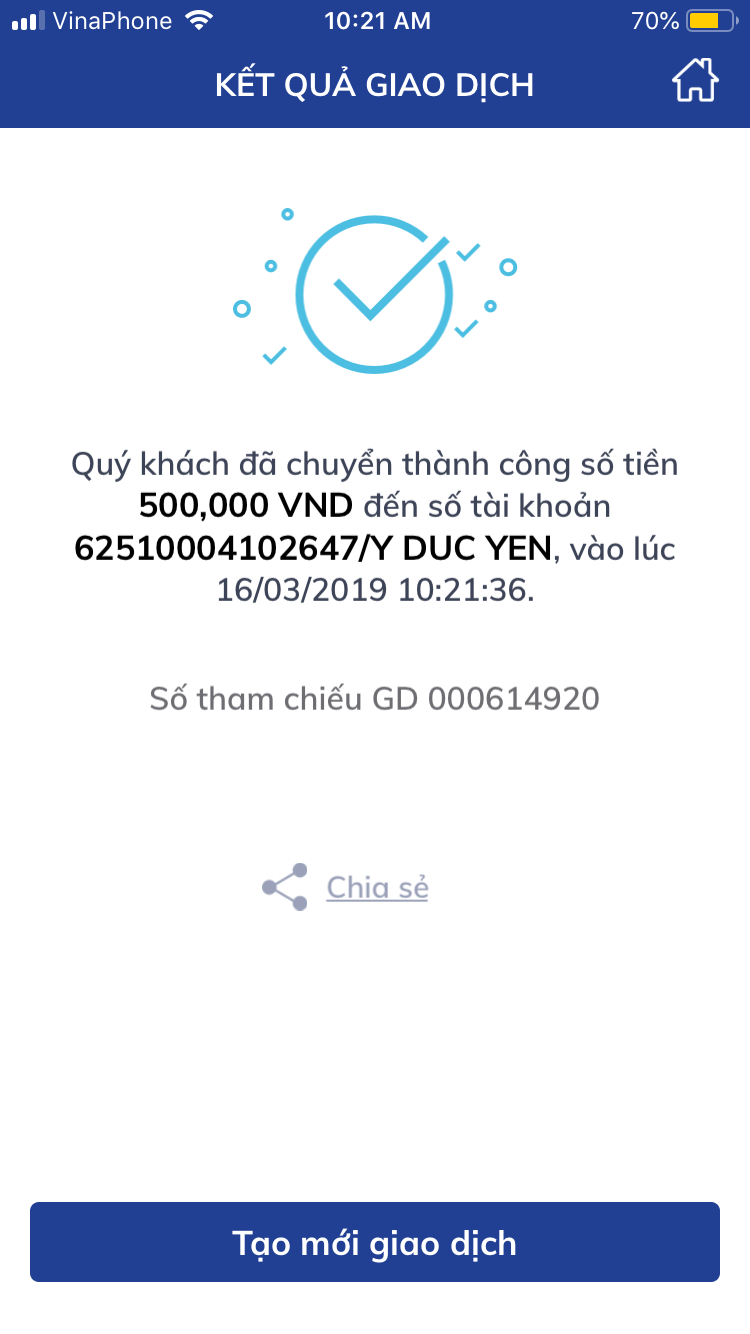 VinaPhone 10:21 AM 70%
KẾT QUẢ GIAO DỊCH
Quý khách đã chuyển thành công số tiền
500,000 VND đến số tài khoản
62510004102647/Y DUC YEN, vào lúc
16/03/2019 10:21:36.
Số tham chiếu GD 000614920
Chia sẻ
Tạo mới giao dịch